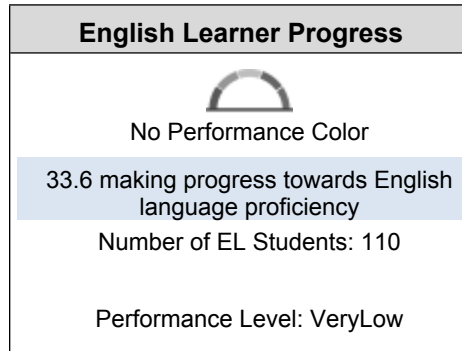 English Learner Progress
No Performance Color
33.6 making progress towards English
language proficiency
Number of EL Students: 110
Performance Level: VeryLow